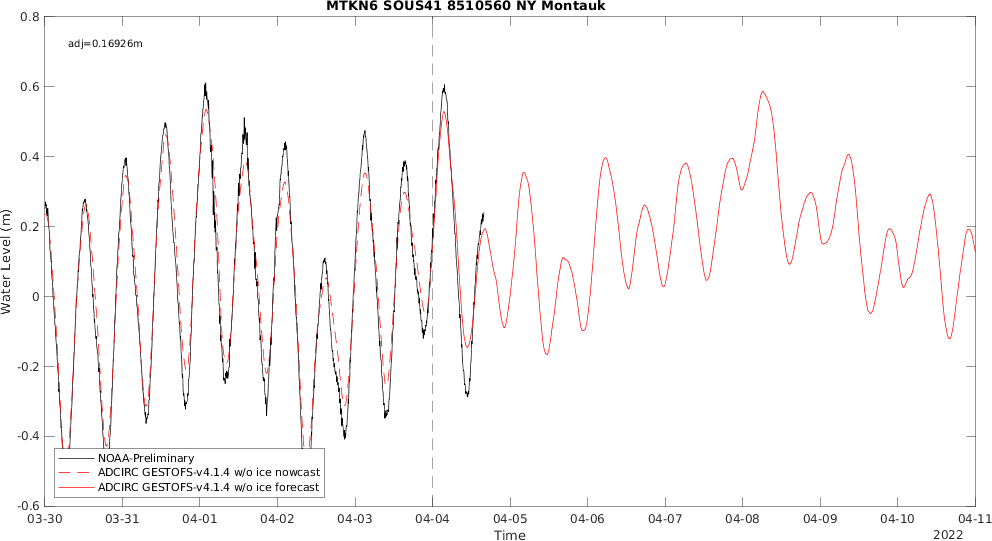 MTKN6 SOUS41 8510560 NY Montauk
adj=0.16926m
Water Level (m)
0.8
0.6
0.4
0.2
0
-0.2
-0.4
-0.6
NOAA-Preliminary
ADCIRC GESTOFS-v4.1.4 w/o ice nowcast
ADCIRC GESTOFS-v4.1.4 w/o ice forecast
03-30 03-31 04-01 04-02 04-03 04-04 04-05 04-06 04-07 04-08 04-09 04-10 04-11
Time
2022